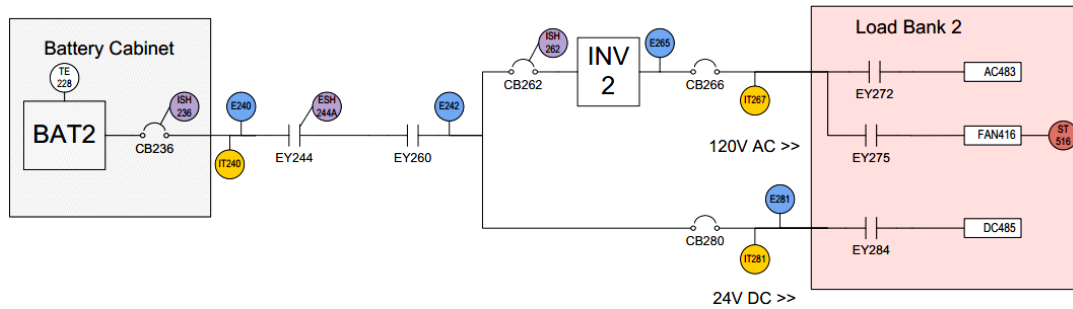 Battery Cabinet
TE
228
BAT2
ISH
236
CB236
E240
IT240
ESH
244A
EY244
EY260
E242
ISH
262
CB262
INV
2
E265
CB266
IT267
120V AC >>
CB280
E281
IT281
24V DC >>
Load Bank 2
EY272
AC483
EY275
FAN416
ST
516
EY284
DC485